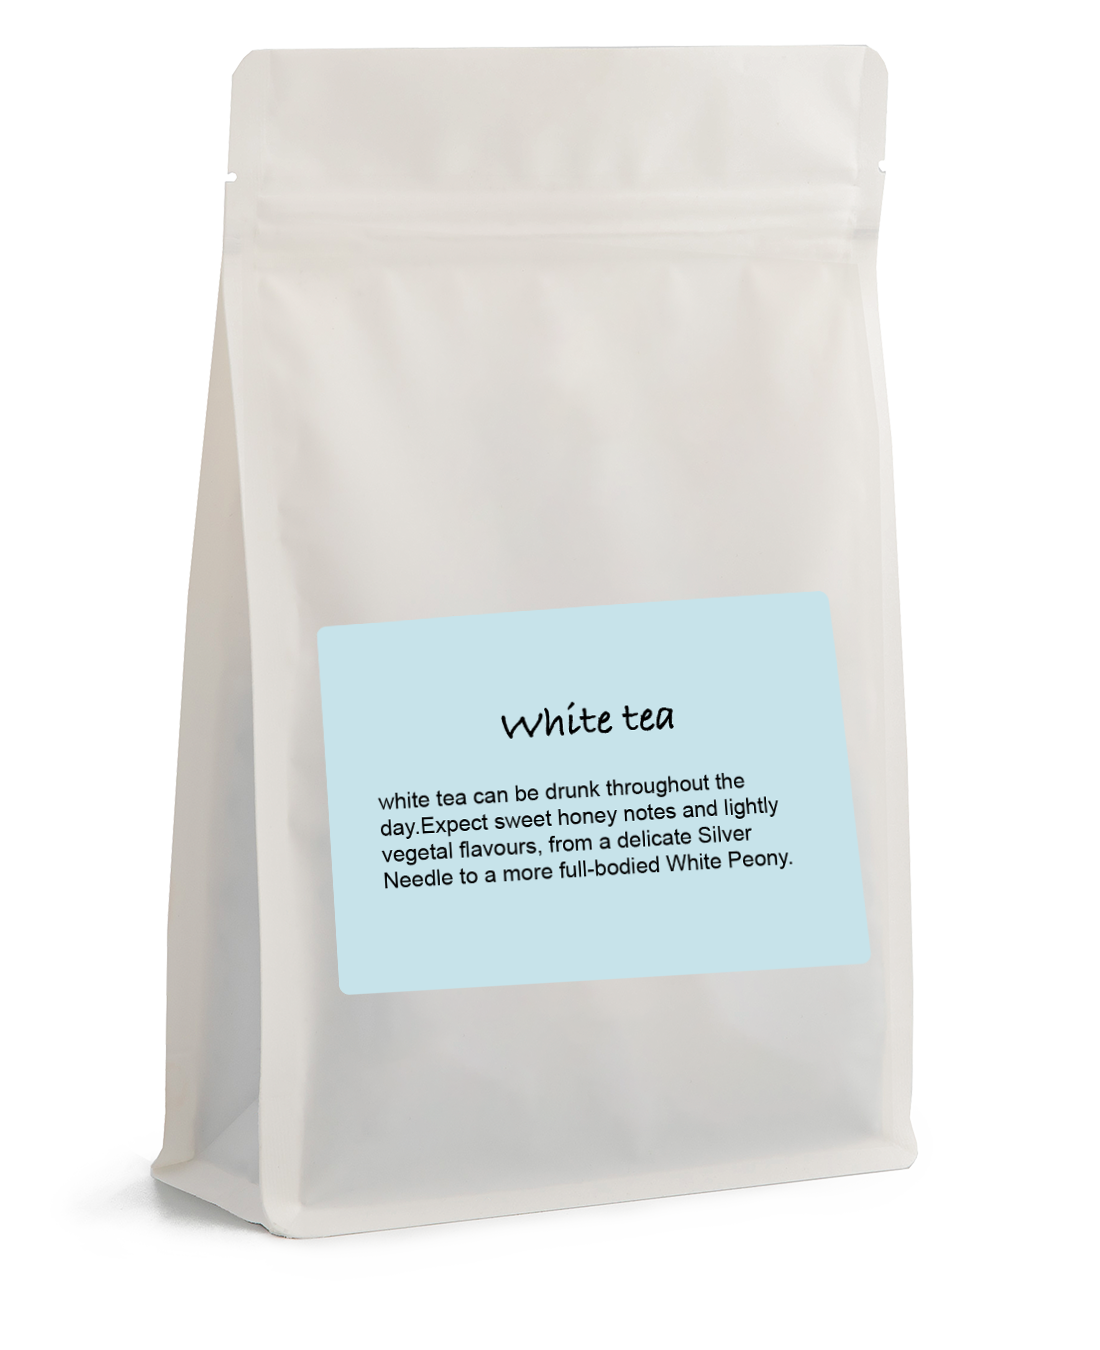 White tea
white tea can be drunk throughout the
day.Expect sweet honey notes and lightly
vegetal flavours, from a delicate Silver
Needle to a more full-bodied White Peony.